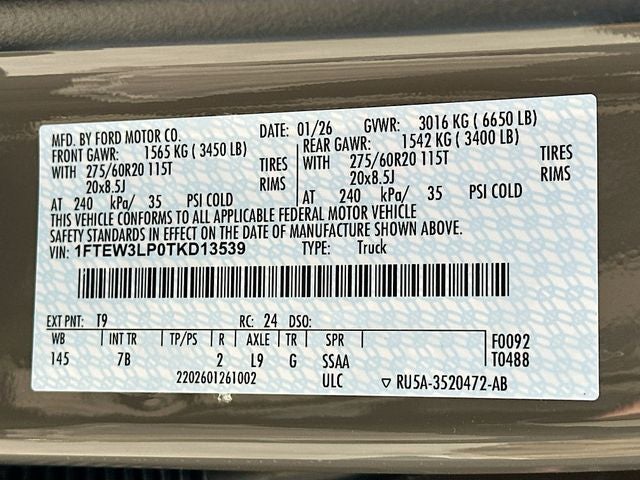 MFD. BY FORD MOTOR CO. DATE: 01/26 GVWR: 3016 KG ( 6650 LB)
FRONT GAWR: 1565 KG ( 3450 LB) REAR GAWR: 1542 KG ( 3400 LB)
WITH 275/60R20 115T TIRES WITH 275/60R20 115T TIRES
20x8.5J RIMS 20x8.5J RIMS
AT 240 kPa/ 35 PSI COLD AT 240 kPa/ 35 PSI COLD
THIS VEHICLE CONFORMS TO ALL APPLICABLE FEDERAL MOTOR VEHICLE
SAFETY STANDARDS IN EFFECT ON THE DATE OF MANUFACTURE SHOWN ABOVE.
VIN: 1FTEW3LP0TKD13539 TYPE: Truck
EXT PNT: T9 RC: 24 DSO:
WB INT TR TP/PS R AXLE TR SPR F0092
145 7B 2 L9 G SSAA T0488
2202601261002 ULC ▽ RU5A-3520472-AB